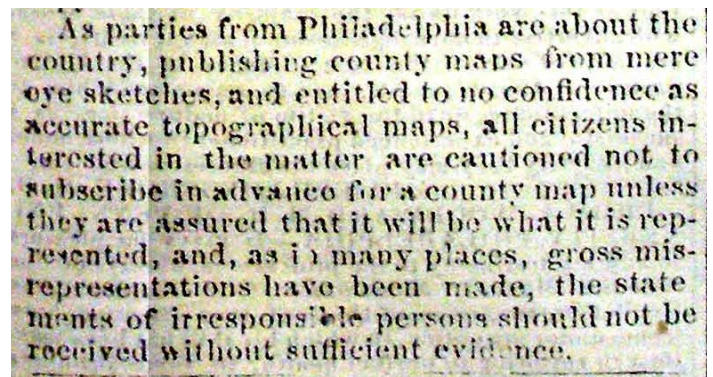 As parties from Philadelphia are about the
country, publishing county maps from mere
eye sketches, and entitled to no confidence as
accurate topographical maps, all citizens in-
terested in the matter are cautioned not to
subscribe in advance for a county map unless
they are assured that it will be what it is rep-
resented, and, as in many places, gross mis-
representations have been made, the state
ments of irresponsible persons should not be
received without sufficient evidence.